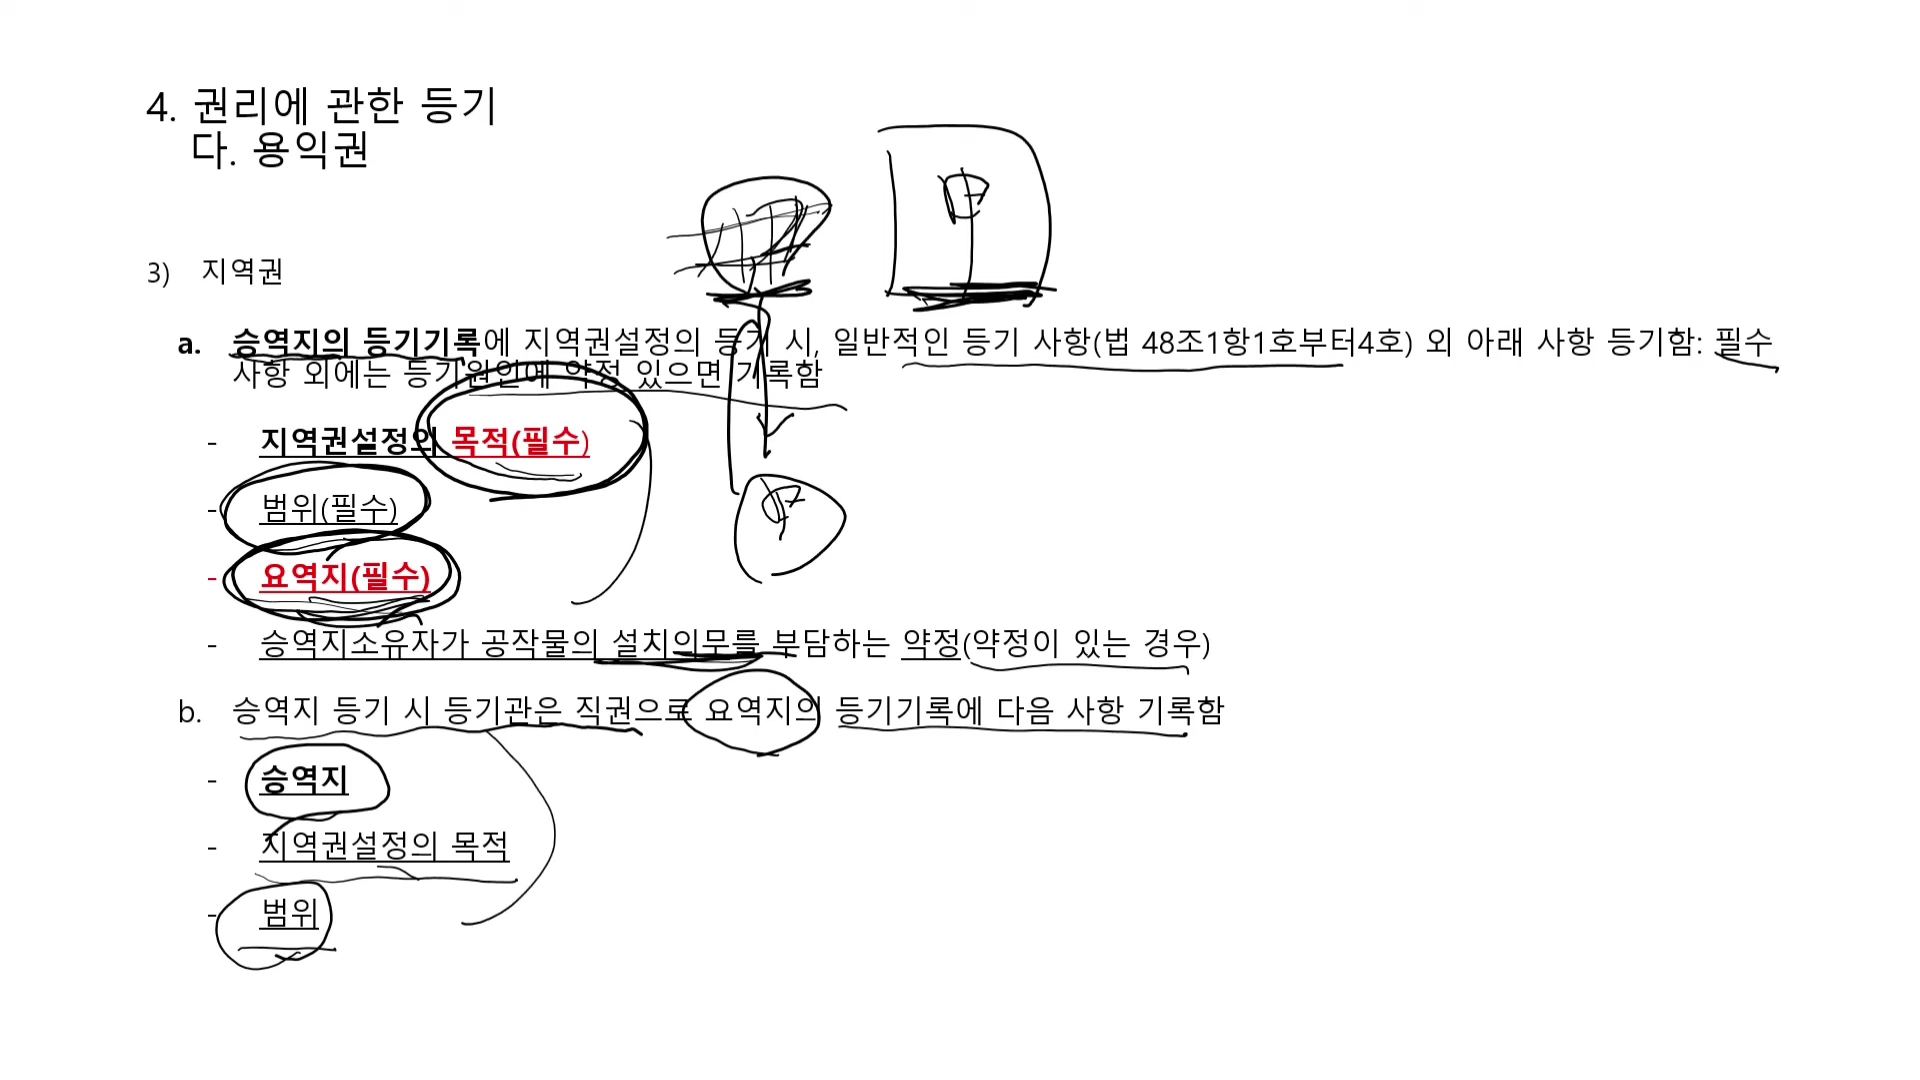 4. 권리에 관한 등기
다. 용익권
3) 지역권
a. 승역지의 등기기록에 지역권설정의 등기 시, 일반적인 등기 사항(법 48조1항1호부터4호) 외 아래 사항 등기함: 필수
사항 외에는 등기원인에 약정 있으면 기록함
- 지역권설정의 목적(필수)
- 범위(필수)
- 요역지(필수)
- 승역지소유자가 공작물의 설치의무를 부담하는 약정(약정이 있는 경우)
b. 승역지 등기 시 등기관은 직권으로 요역지의 등기기록에 다음 사항 기록함
- 승역지
- 지역권설정의 목적
- 범위